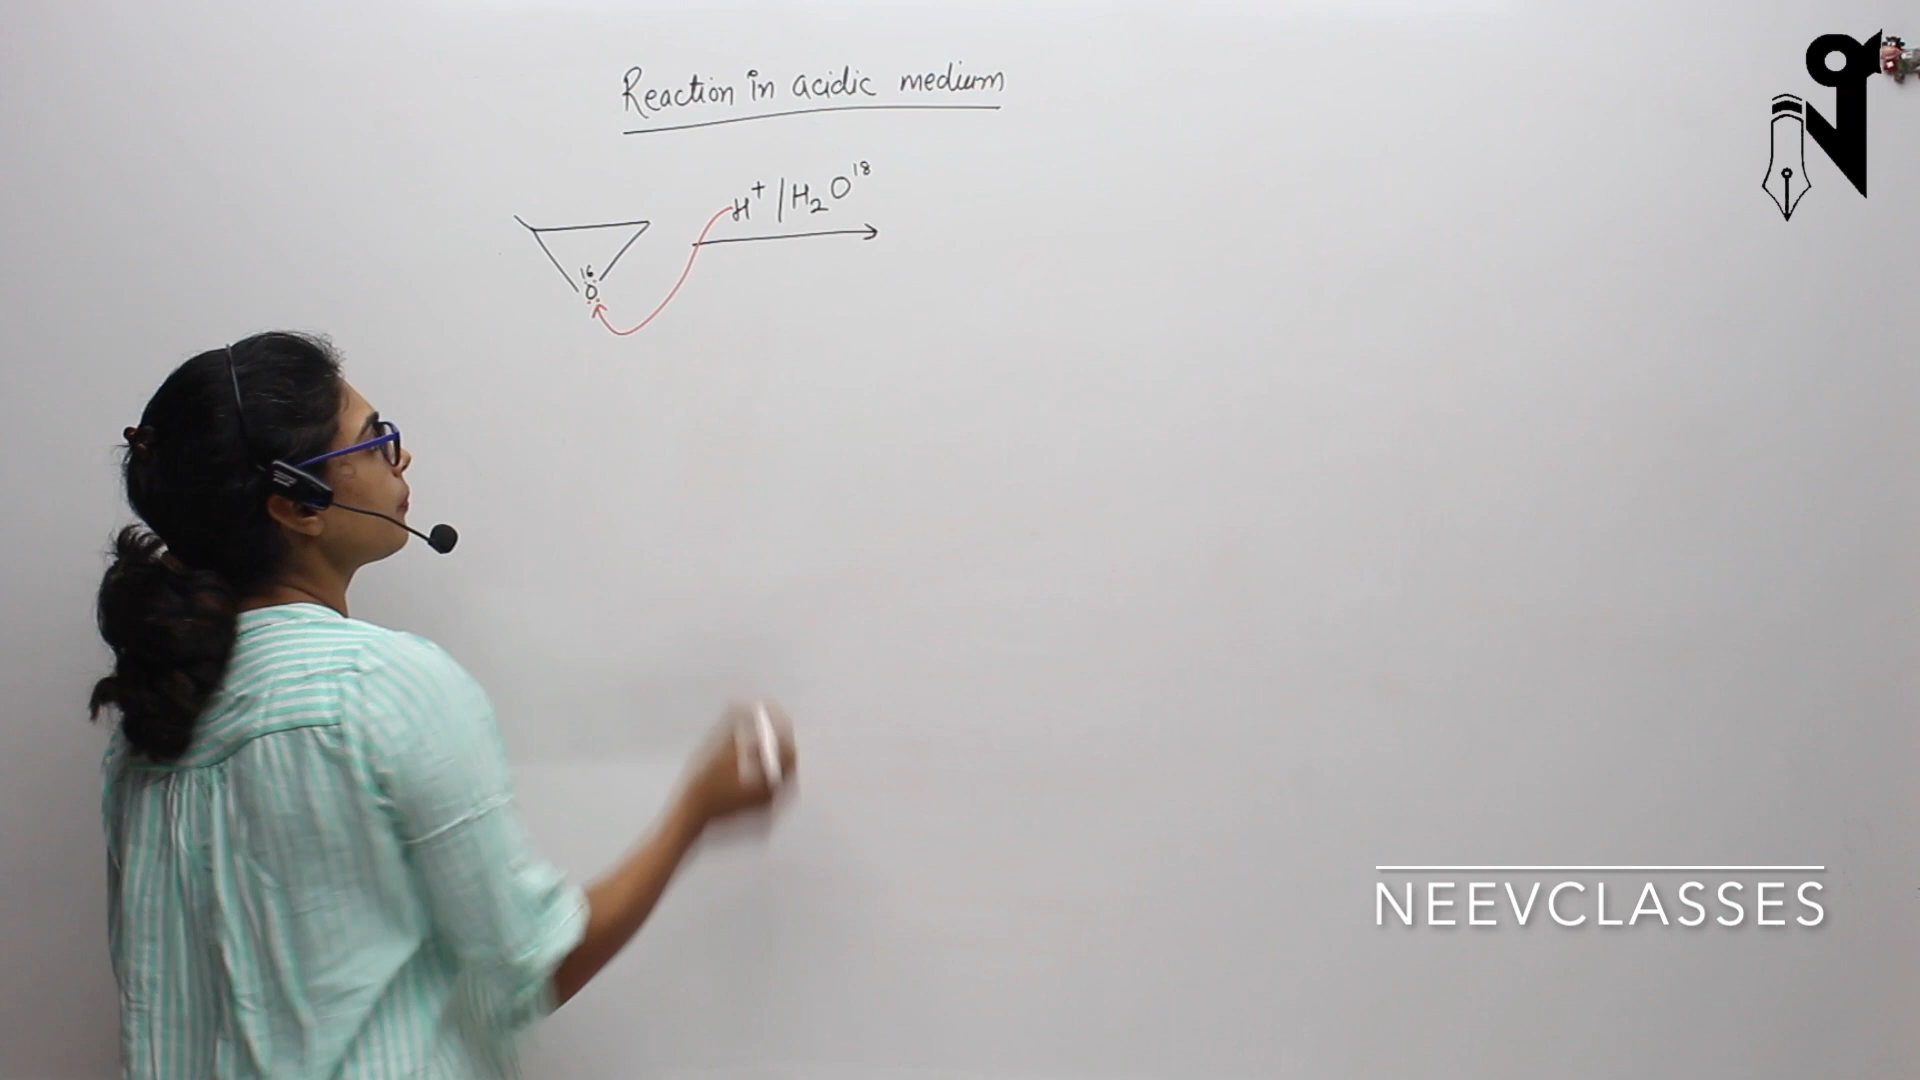 Reaction in acidic medium
H⁺/H₂O¹⁸
16
O
NEEVCLASSES